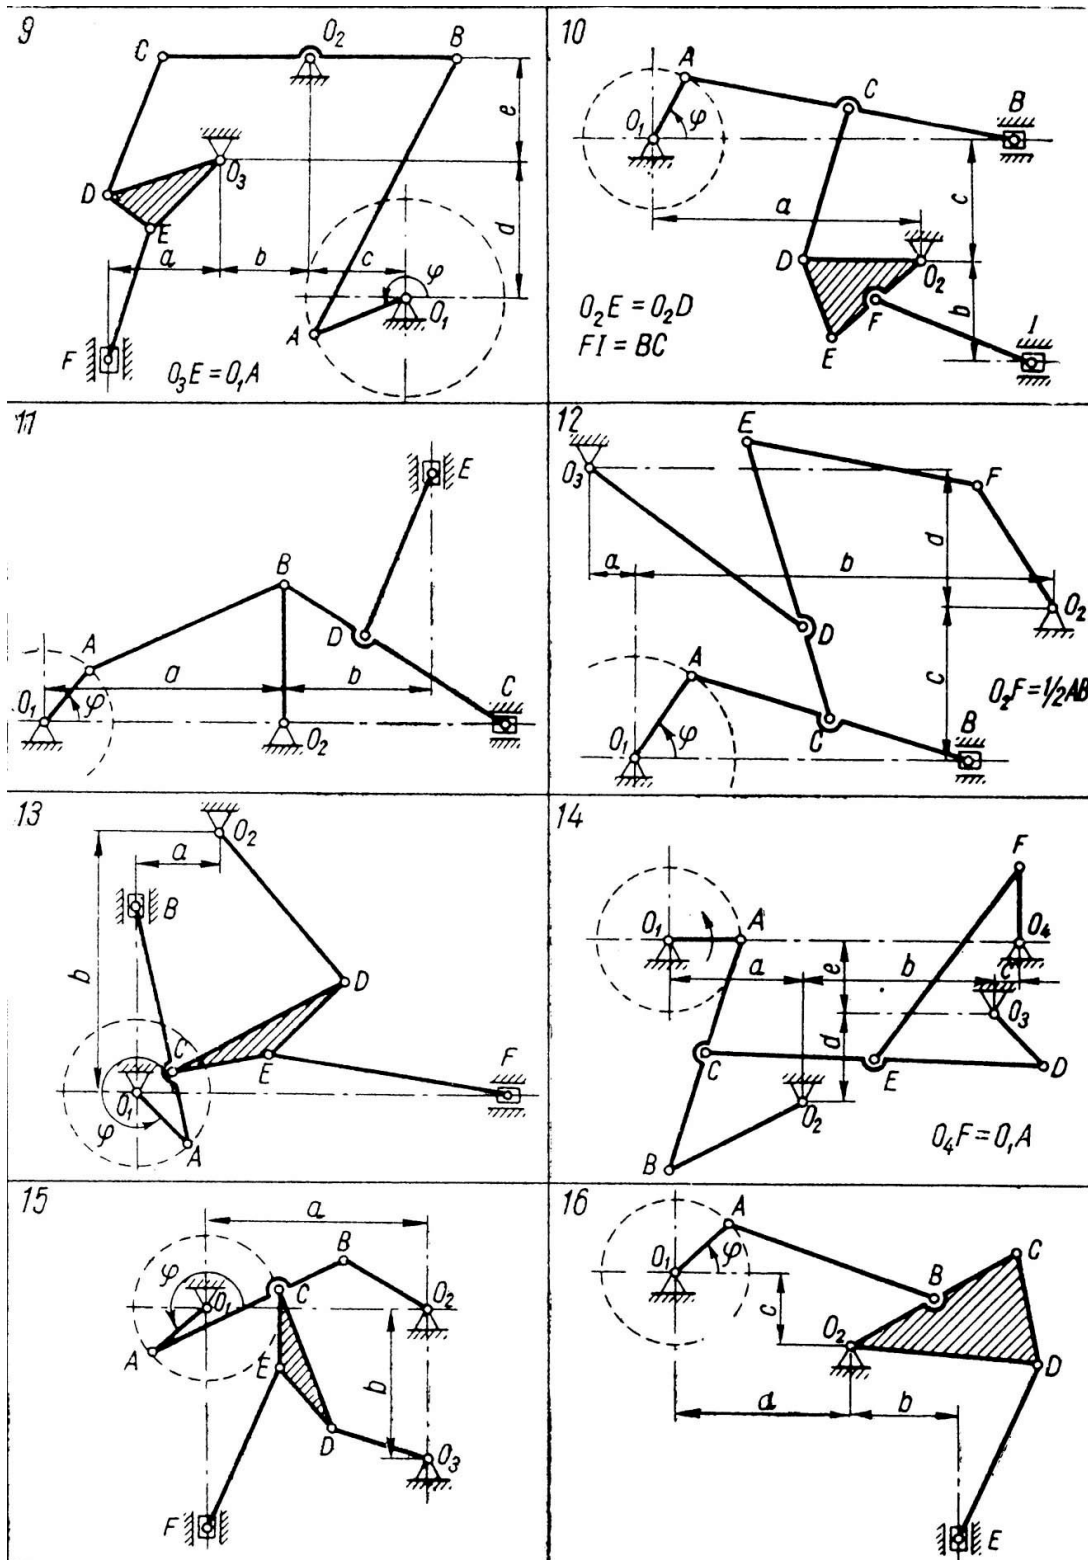 9
C
O₂
B
e
O₃
D
E
d
a
b
c
φ
O₁
A
F
O₃E = O₁A
10
A
C
B
O₁
φ
a
c
D
O₂
b
O₂E = O₂D
F
I
FI = BC
E
11
E
B
D
A
a
b
C
O₁
φ
O₂
12
E
O₃
F
d
a
b
O₂
D
A
c
O₂F = 1/2 AB
B
O₁
φ
C
13
O₂
a
B
b
D
C
E
F
O₁
φ
A
14
F
O₁
A
O₄
a
e
b
c
O₃
d
C
E
D
O₂
B
O₄F = O₁A
15
a
B
φ
O₁
C
O₂
A
E
b
D
O₃
F
16
A
O₁
φ
C
B
c
O₂
D
a
b
E